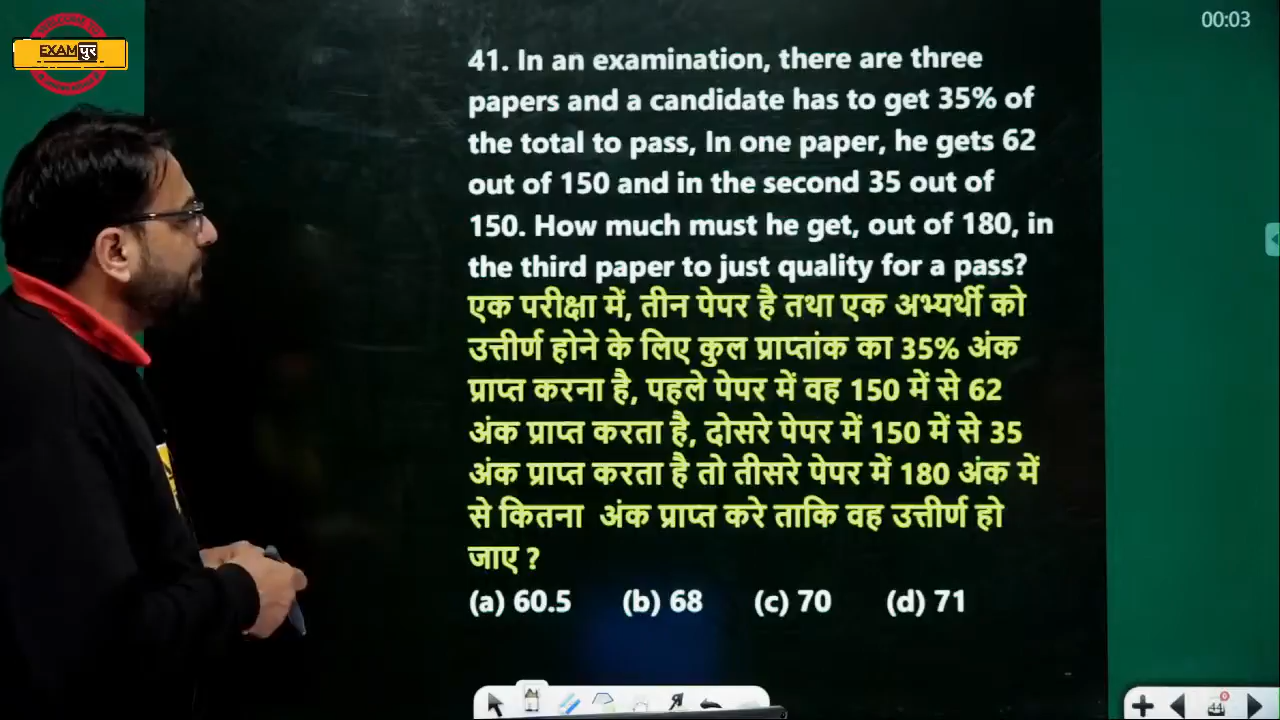 WELCOME TO
EXAM पुर
00:03
41. In an examination, there are three
papers and a candidate has to get 35% of
the total to pass, In one paper, he gets 62
out of 150 and in the second 35 out of
150. How much must he get, out of 180, in
the third paper to just quality for a pass?
एक परीक्षा में, तीन पेपर है तथा एक अभ्यर्थी को
उत्तीर्ण होने के लिए कुल प्राप्तांक का 35% अंक
प्राप्त करना है, पहले पेपर में वह 150 में से 62
अंक प्राप्त करता है, दोसरे पेपर में 150 में से 35
अंक प्राप्त करता है तो तीसरे पेपर में 180 अंक में
से कितना अंक प्राप्त करे ताकि वह उत्तीर्ण हो
जाए ?
(a) 60.5 (b) 68 (c) 70 (d) 71
44